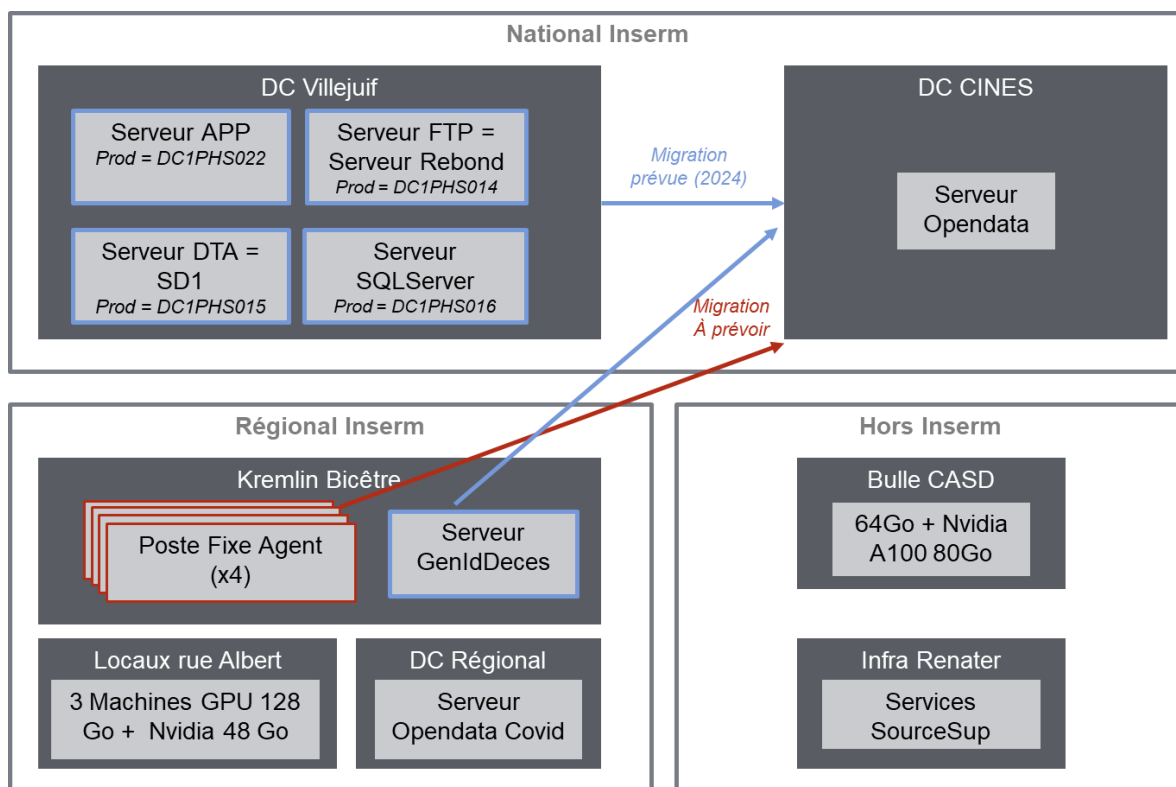 National Inserm
DC Villejuif
Serveur APP
Prod = DC1PHS022
Serveur FTP =
Serveur Rebond
Prod = DC1PHS014
Serveur DTA =
SD1
Prod = DC1PHS015
Serveur
SQLServer
Prod = DC1PHS016
Migration
prévue (2024)
Migration
À prévoir
DC CINES
Serveur
Opendata
Régional Inserm
Kremlin Bicêtre
Poste Fixe Agent
(x4)
Serveur
GenIdDeces
Locaux rue Albert
3 Machines GPU 128
Go + Nvidia 48 Go
DC Régional
Serveur
Opendata Covid
Hors Inserm
Bulle CASD
64Go + Nvidia
A100 80Go
Infra Renater
Services
SourceSup